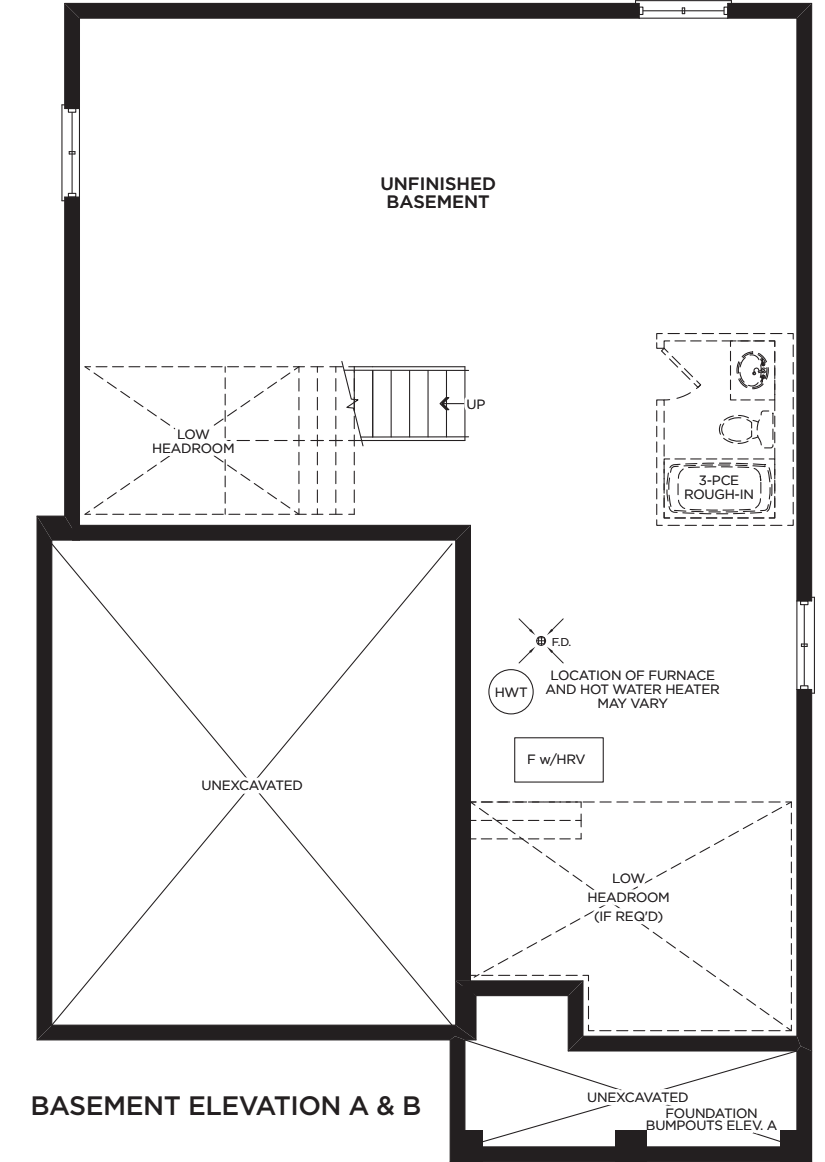 UNFINISHED
BASEMENT
UP
LOW
HEADROOM
3-PCE
ROUGH-IN
F.D.
HWT
LOCATION OF FURNACE
AND HOT WATER HEATER
MAY VARY
F w/HRV
UNEXCAVATED
LOW
HEADROOM
(IF REQ'D)
UNEXCAVATED
BASEMENT ELEVATION A & B
FOUNDATION
BUMPOUTS ELEV. A